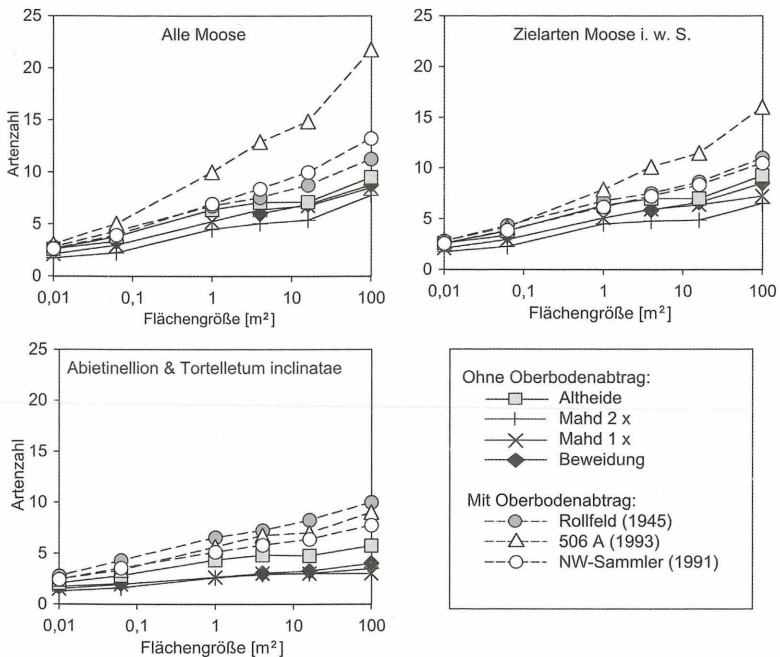 Alle Moose
25
20
15
10
5
0
Artenzahl
0,01 0,1 1 10 100
Flächengröße [m²]
Zielarten Moose i. w. S.
25
20
15
10
5
0
0,01 0,1 1 10 100
Flächengröße [m²]
Abietinellion & Tortelletum inclinatae
25
20
15
10
5
0
Artenzahl
0,01 0,1 1 10 100
Flächengröße [m²]
Ohne Oberbodenabtrag:
Altheide
Mahd 2 x
Mahd 1 x
Beweidung
Mit Oberbodenabtrag:
Rollfeld (1945)
506 A (1993)
NW-Sammler (1991)